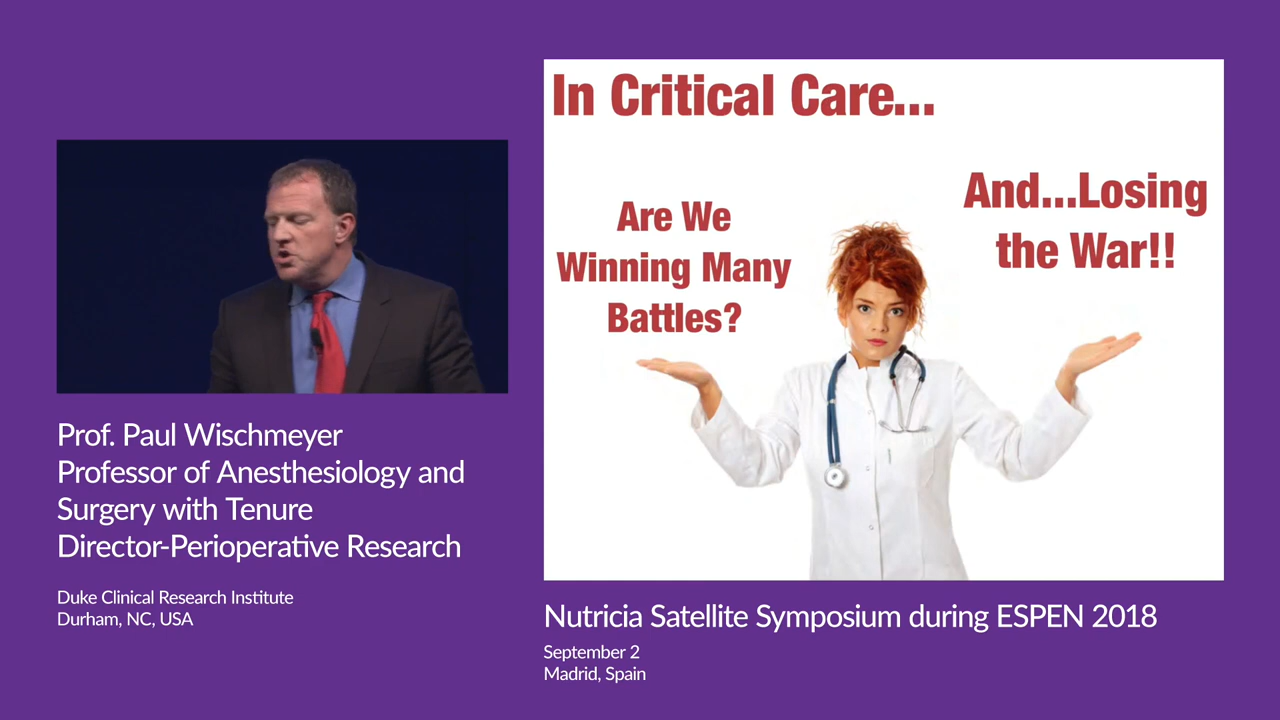 In Critical Care...
Are We
Winning Many
Battles?
And...Losing
the War!!
Prof. Paul Wischmeyer
Professor of Anesthesiology and
Surgery with Tenure
Director-Perioperative Research
Duke Clinical Research Institute
Durham, NC, USA
Nutricia Satellite Symposium during ESPEN 2018
September 2
Madrid, Spain